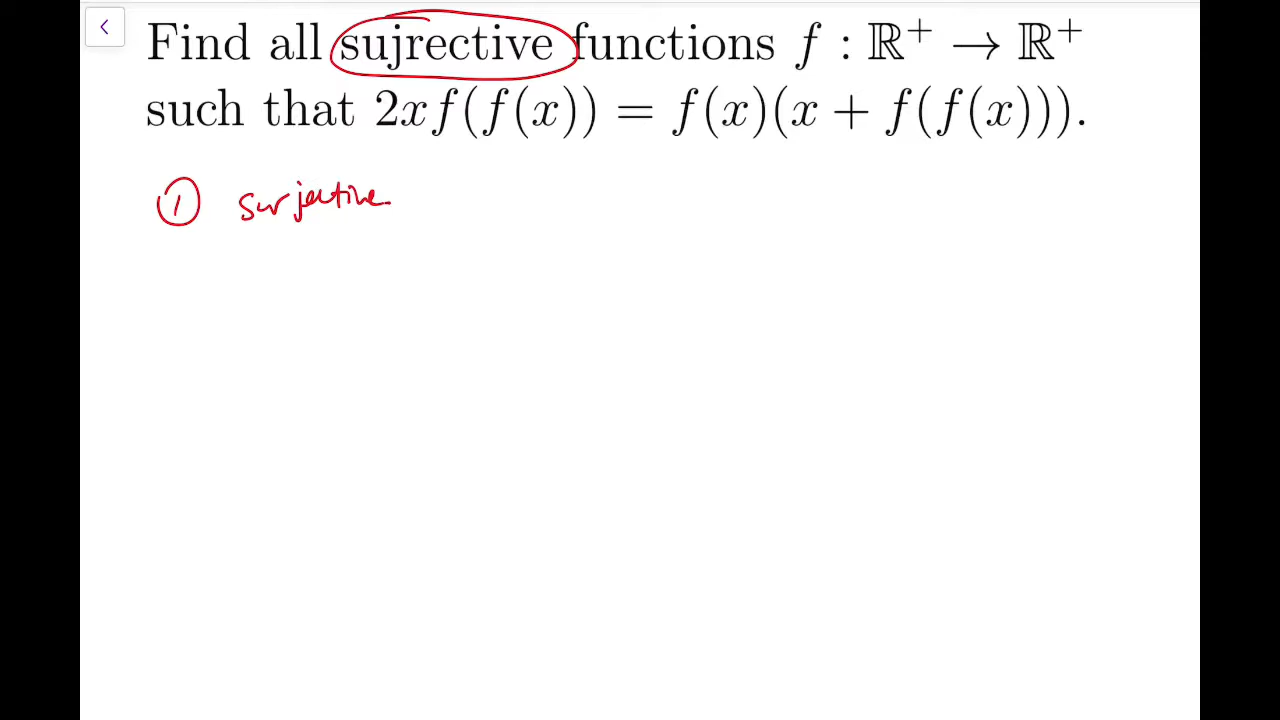 Find all sujrective functions f : ℝ⁺ → ℝ⁺
such that 2xf(f(x)) = f(x)(x + f(f(x))).
① surjective